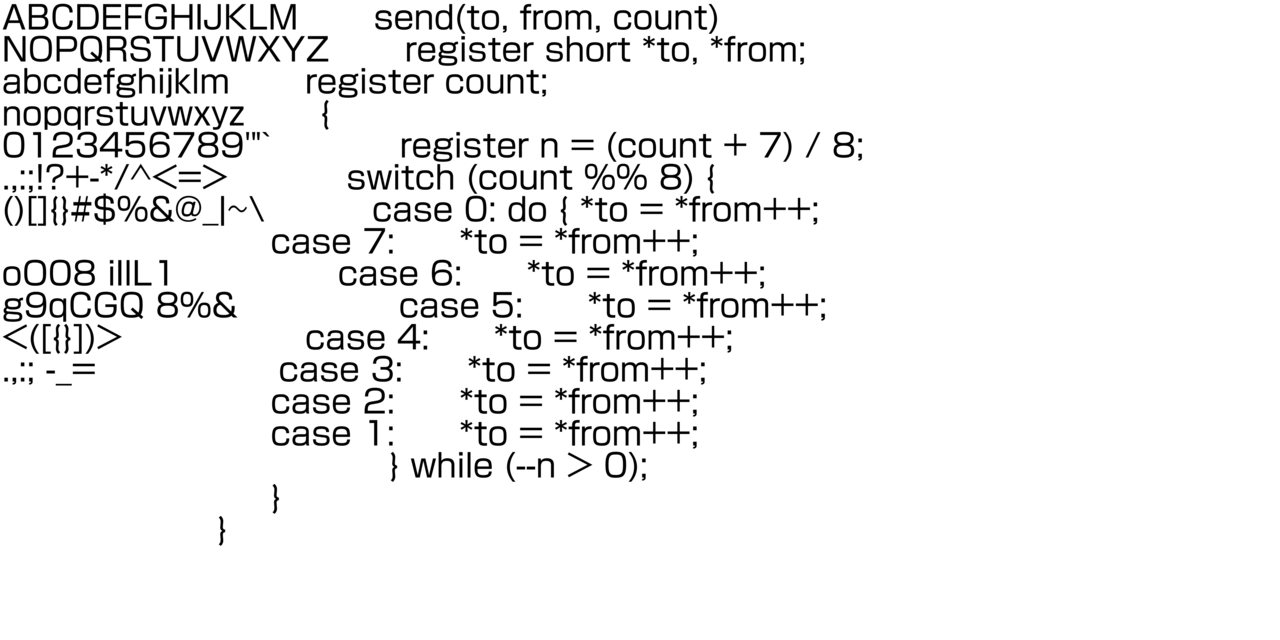 ABCDEFGHIJKLM send(to, from, count)
NOPQRSTUVWXYZ register short *to, *from;
abcdefghijklm register count;
nopqrstuvwxyz {
0123456789'"` register n = (count + 7) / 8;
.,:;!?+-*/^<=> switch (count %% 8) {
()[]{}#$%&@_|~\ case 0: do { *to = *from++;
case 7: *to = *from++;
oO08 iIlL1 case 6: *to = *from++;
g9qCGQ 8%& case 5: *to = *from++;
<([{}])> case 4: *to = *from++;
.,:; -_= case 3: *to = *from++;
case 2: *to = *from++;
case 1: *to = *from++;
} while (--n > 0);
}
}